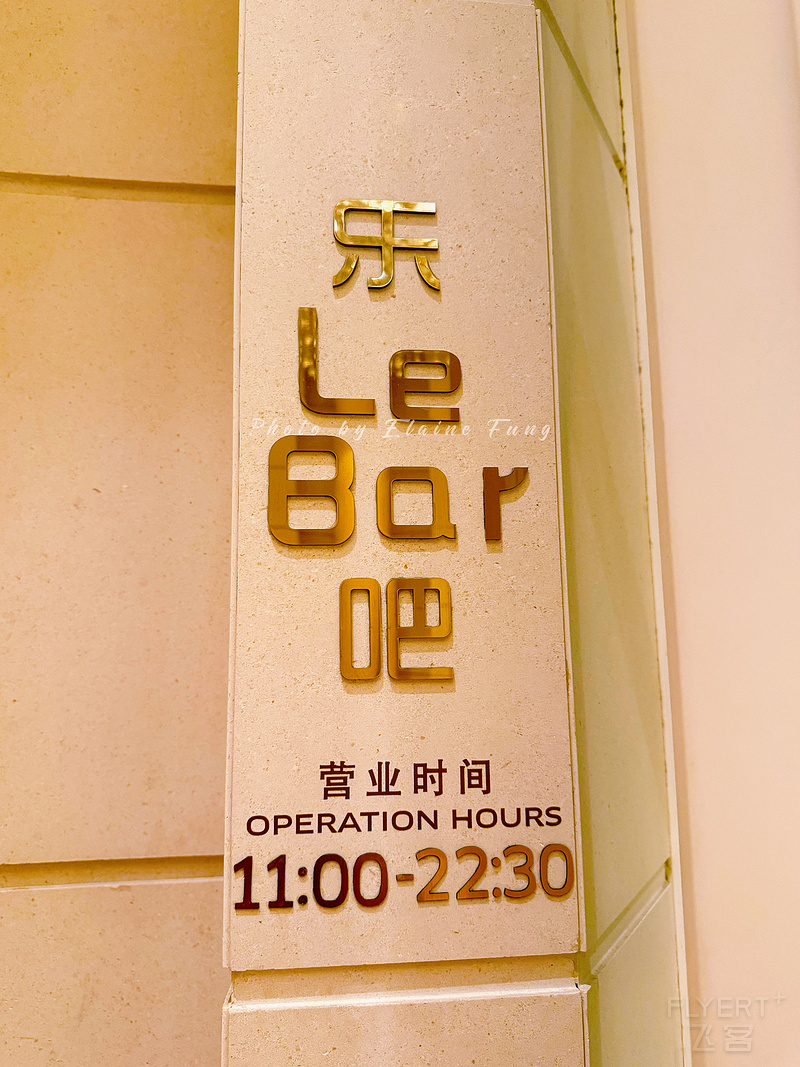 乐
Le
Photo by Elaine Fung
Bar
吧
营业时间
OPERATION HOURS
11:00-22:30
FLYERT+
飞客